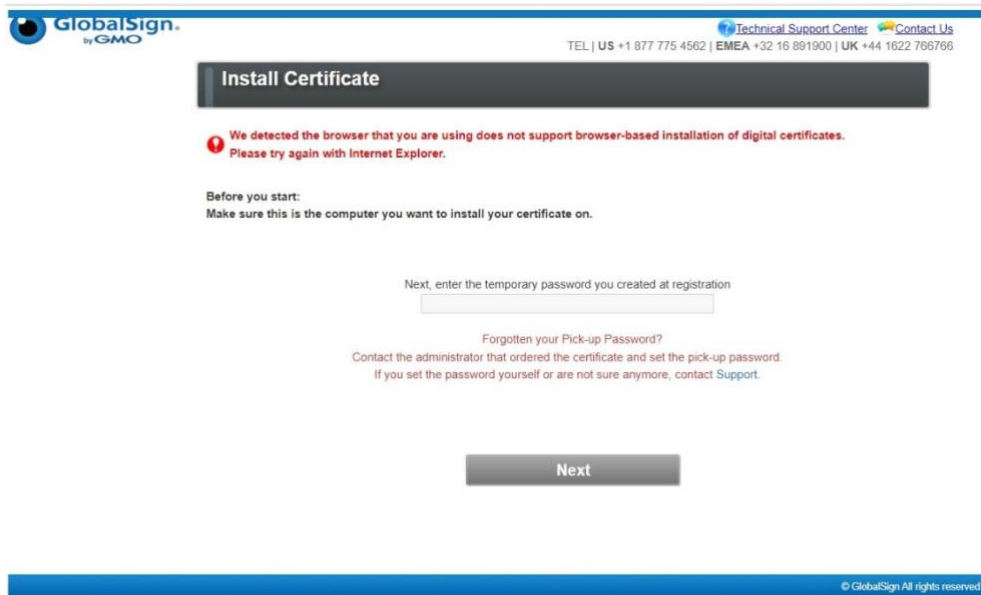 GlobalSign.
by GMO
Technical Support Center Contact Us
TEL | US +1 877 775 4562 | EMEA +32 16 891900 | UK +44 1622 766766
Install Certificate
We detected the browser that you are using does not support browser-based installation of digital certificates.
Please try again with Internet Explorer.
Before you start:
Make sure this is the computer you want to install your certificate on.
Next, enter the temporary password you created at registration
Forgotten your Pick-up Password?
Contact the administrator that ordered the certificate and set the pick-up password.
If you set the password yourself or are not sure anymore, contact Support.
Next
© GlobalSign All rights reserved